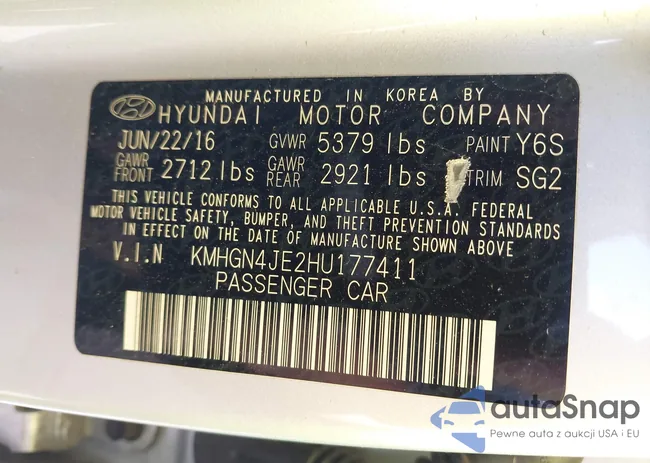 MANUFACTURED IN KOREA BY
HYUNDAI MOTOR COMPANY
JUN/22/16 GVWR 5379 lbs PAINT Y6S
GAWR FRONT 2712 lbs GAWR REAR 2921 lbs TRIM SG2
THIS VEHICLE CONFORMS TO ALL APPLICABLE U.S.A. FEDERAL
MOTOR VEHICLE SAFETY, BUMPER, AND THEFT PREVENTION STANDARDS
IN EFFECT ON THE DATE OF MANUFACTURE SHOWN ABOVE
V.I.N KMHGN4JE2HU177411
PASSENGER CAR
autaSnap
Pewne auta z aukcji USA i EU